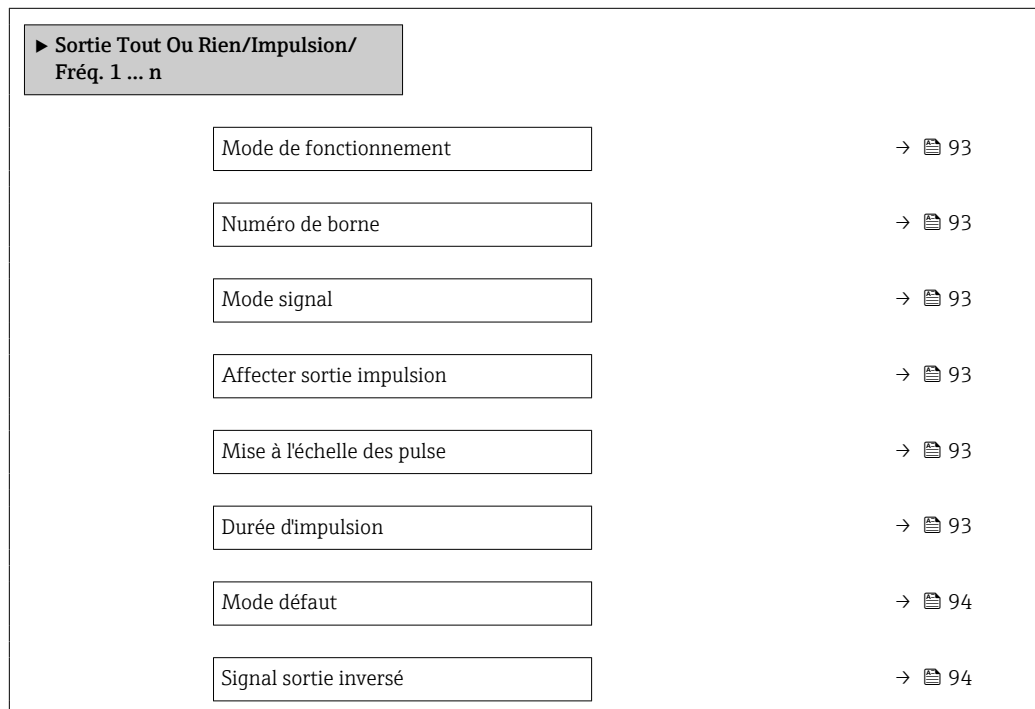 ► Sortie Tout Ou Rien/Impulsion/
Fréq. 1 ... n
Mode de fonctionnement → 93
Numéro de borne → 93
Mode signal → 93
Affecter sortie impulsion → 93
Mise à l'échelle des pulse → 93
Durée d'impulsion → 93
Mode défaut → 94
Signal sortie inversé → 94